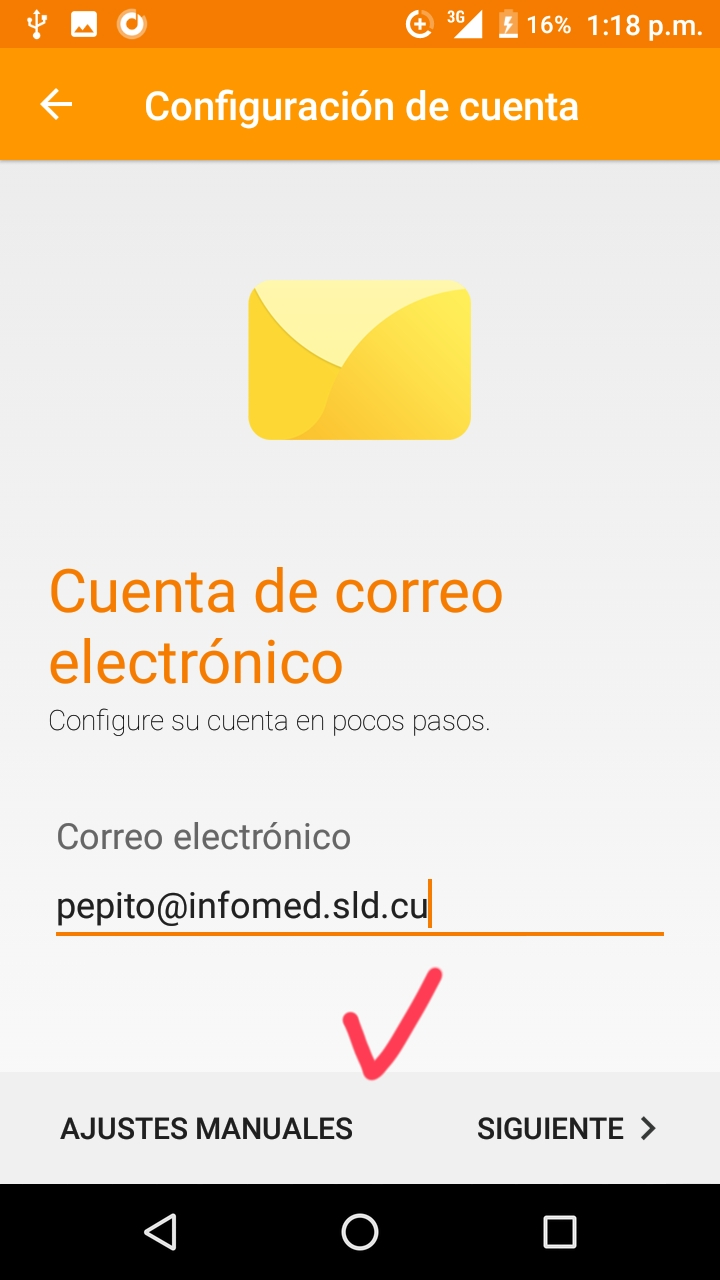 3G 16% 1:18 p.m.
Configuración de cuenta
Cuenta de correo
electrónico
Configure su cuenta en pocos pasos.
Correo electrónico
pepito@infomed.sld.cu
AJUSTES MANUALES SIGUIENTE